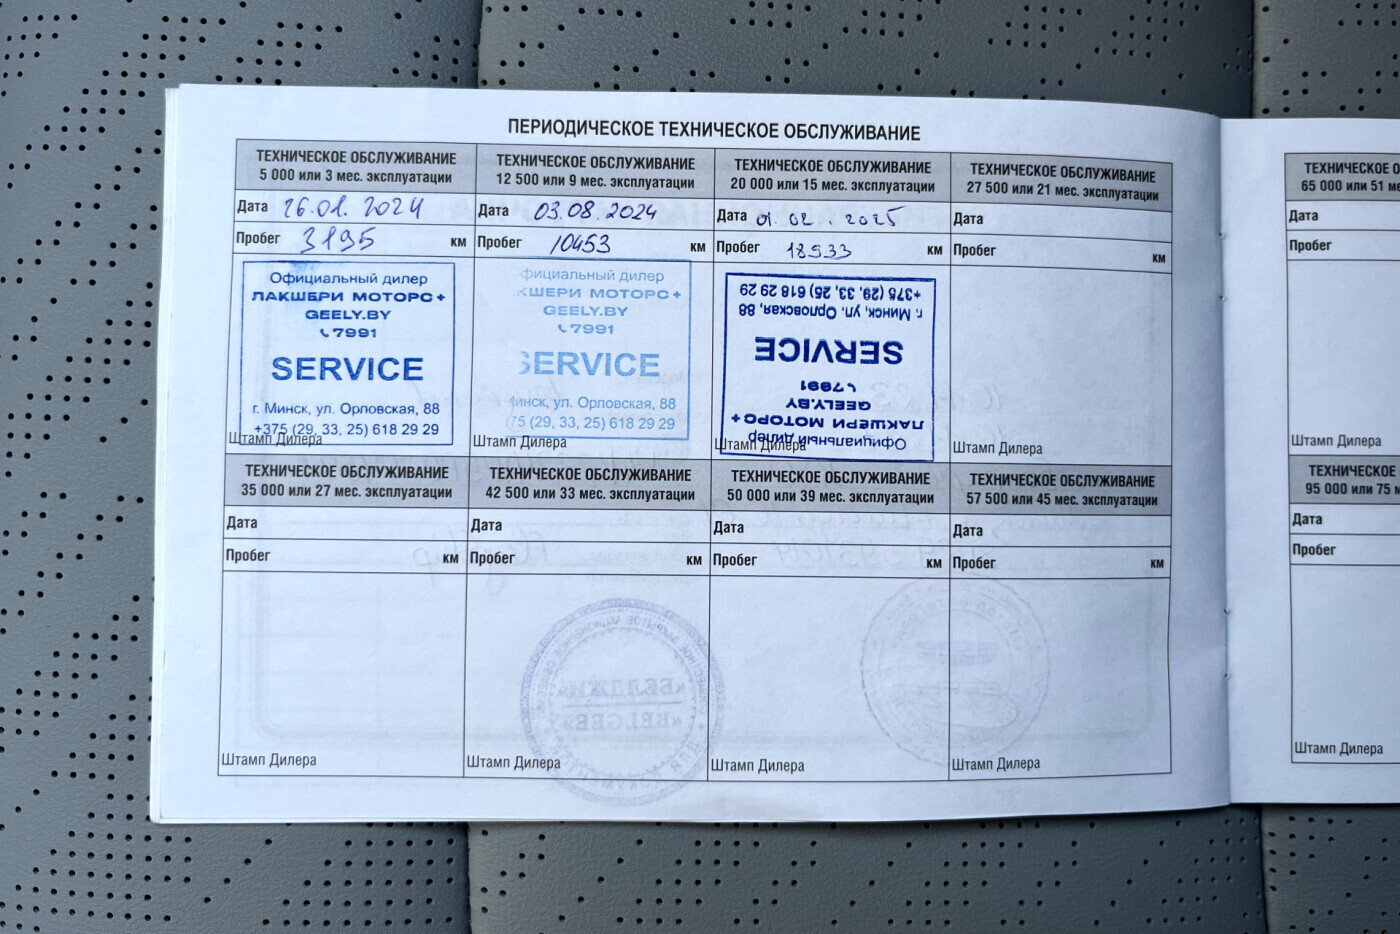 ПЕРИОДИЧЕСКОЕ ТЕХНИЧЕСКОЕ ОБСЛУЖИВАНИЕ
ТЕХНИЧЕСКОЕ ОБСЛУЖИВАНИЕ
5 000 или 3 мес. эксплуатации
Дата 26.01.2024
Пробег 3195 км
Официальный дилер
ЛАКШЕРИ МОТОРС+
GEELY.BY
7991
SERVICE
г. Минск, ул. Орловская, 88
+375 (29, 33, 25) 618 29 29
Штамп Дилера
ТЕХНИЧЕСКОЕ ОБСЛУЖИВАНИЕ
12 500 или 9 мес. эксплуатации
Дата 03.08.2024
Пробег 10453 км
фициальный дилер
КШЕРИ МОТОРС+
GEELY.BY
7991
SERVICE
Минск, ул. Орловская, 88
75 (29, 33, 25) 618 29 29
Штамп Дилера
ТЕХНИЧЕСКОЕ ОБСЛУЖИВАНИЕ
20 000 или 15 мес. эксплуатации
Дата 01.02.2025
Пробег 18933 км
Официальный дилер
ЛАКШЕРИ МОТОРС+
GEELY.BY
7991
SERVICE
г. Минск, ул. Орловская, 88
+375 (29, 33, 25) 618 29 29
Штамп Дилера
ТЕХНИЧЕСКОЕ ОБСЛУЖИВАНИЕ
27 500 или 21 мес. эксплуатации
Дата
Пробег км
Штамп Дилера
ТЕХНИЧЕСКОЕ ОБСЛУЖИВАНИЕ
35 000 или 27 мес. эксплуатации
Дата
Пробег км
Штамп Дилера
ТЕХНИЧЕСКОЕ ОБСЛУЖИВАНИЕ
42 500 или 33 мес. эксплуатации
Дата
Пробег км
«БЕЛДЖИ»
«BELGEE»
Штамп Дилера
ТЕХНИЧЕСКОЕ ОБСЛУЖИВАНИЕ
50 000 или 39 мес. эксплуатации
Дата
Пробег км
Штамп Дилера
ТЕХНИЧЕСКОЕ ОБСЛУЖИВАНИЕ
57 500 или 45 мес. эксплуатации
Дата
Пробег км
Штамп Дилера
ТЕХНИЧЕСКОЕ О
65 000 или 51 м
Дата
Пробег
Штамп Дилера
ТЕХНИЧЕСКОЕ
95 000 или 75 м
Дата
Пробег
Штамп Дилера